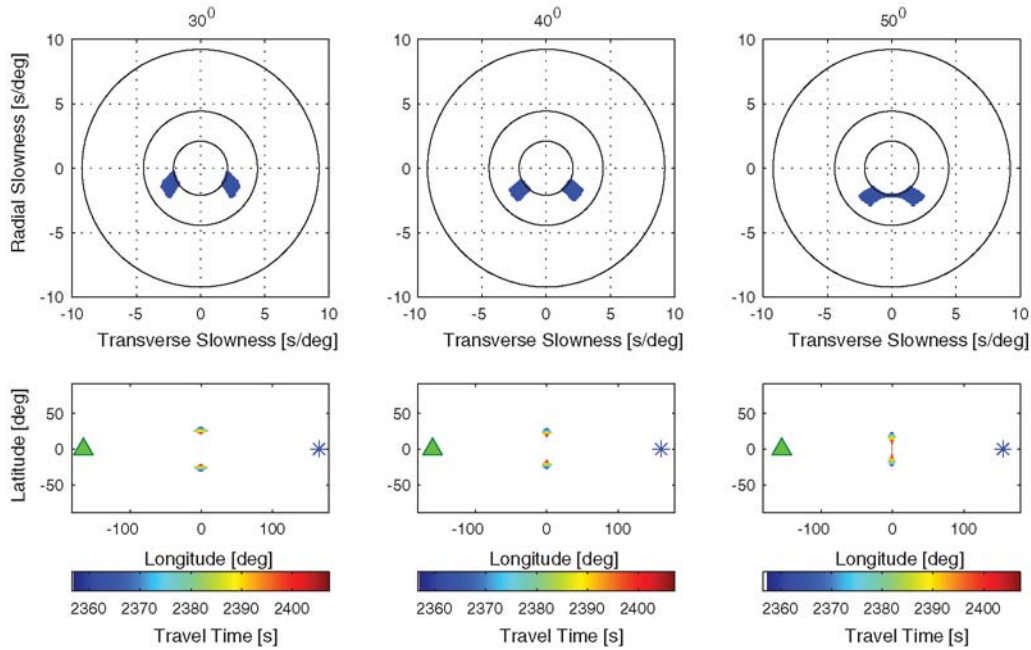 30⁰
40⁰
50⁰
Radial Slowness [s/deg]
10
5
0
-5
-10
-10 -5 0 5 10
Transverse Slowness [s/deg]
10
5
0
-5
-10
-10 -5 0 5 10
Transverse Slowness [s/deg]
10
5
0
-5
-10
-10 -5 0 5 10
Transverse Slowness [s/deg]
Latitude [deg]
50
0
-50
-100 0 100
Longitude [deg]
50
0
-50
-100 0 100
Longitude [deg]
50
0
-50
-100 0 100
Longitude [deg]
2360 2370 2380 2390 2400
Travel Time [s]
2360 2370 2380 2390 2400
Travel Time [s]
2360 2370 2380 2390 2400
Travel Time [s]